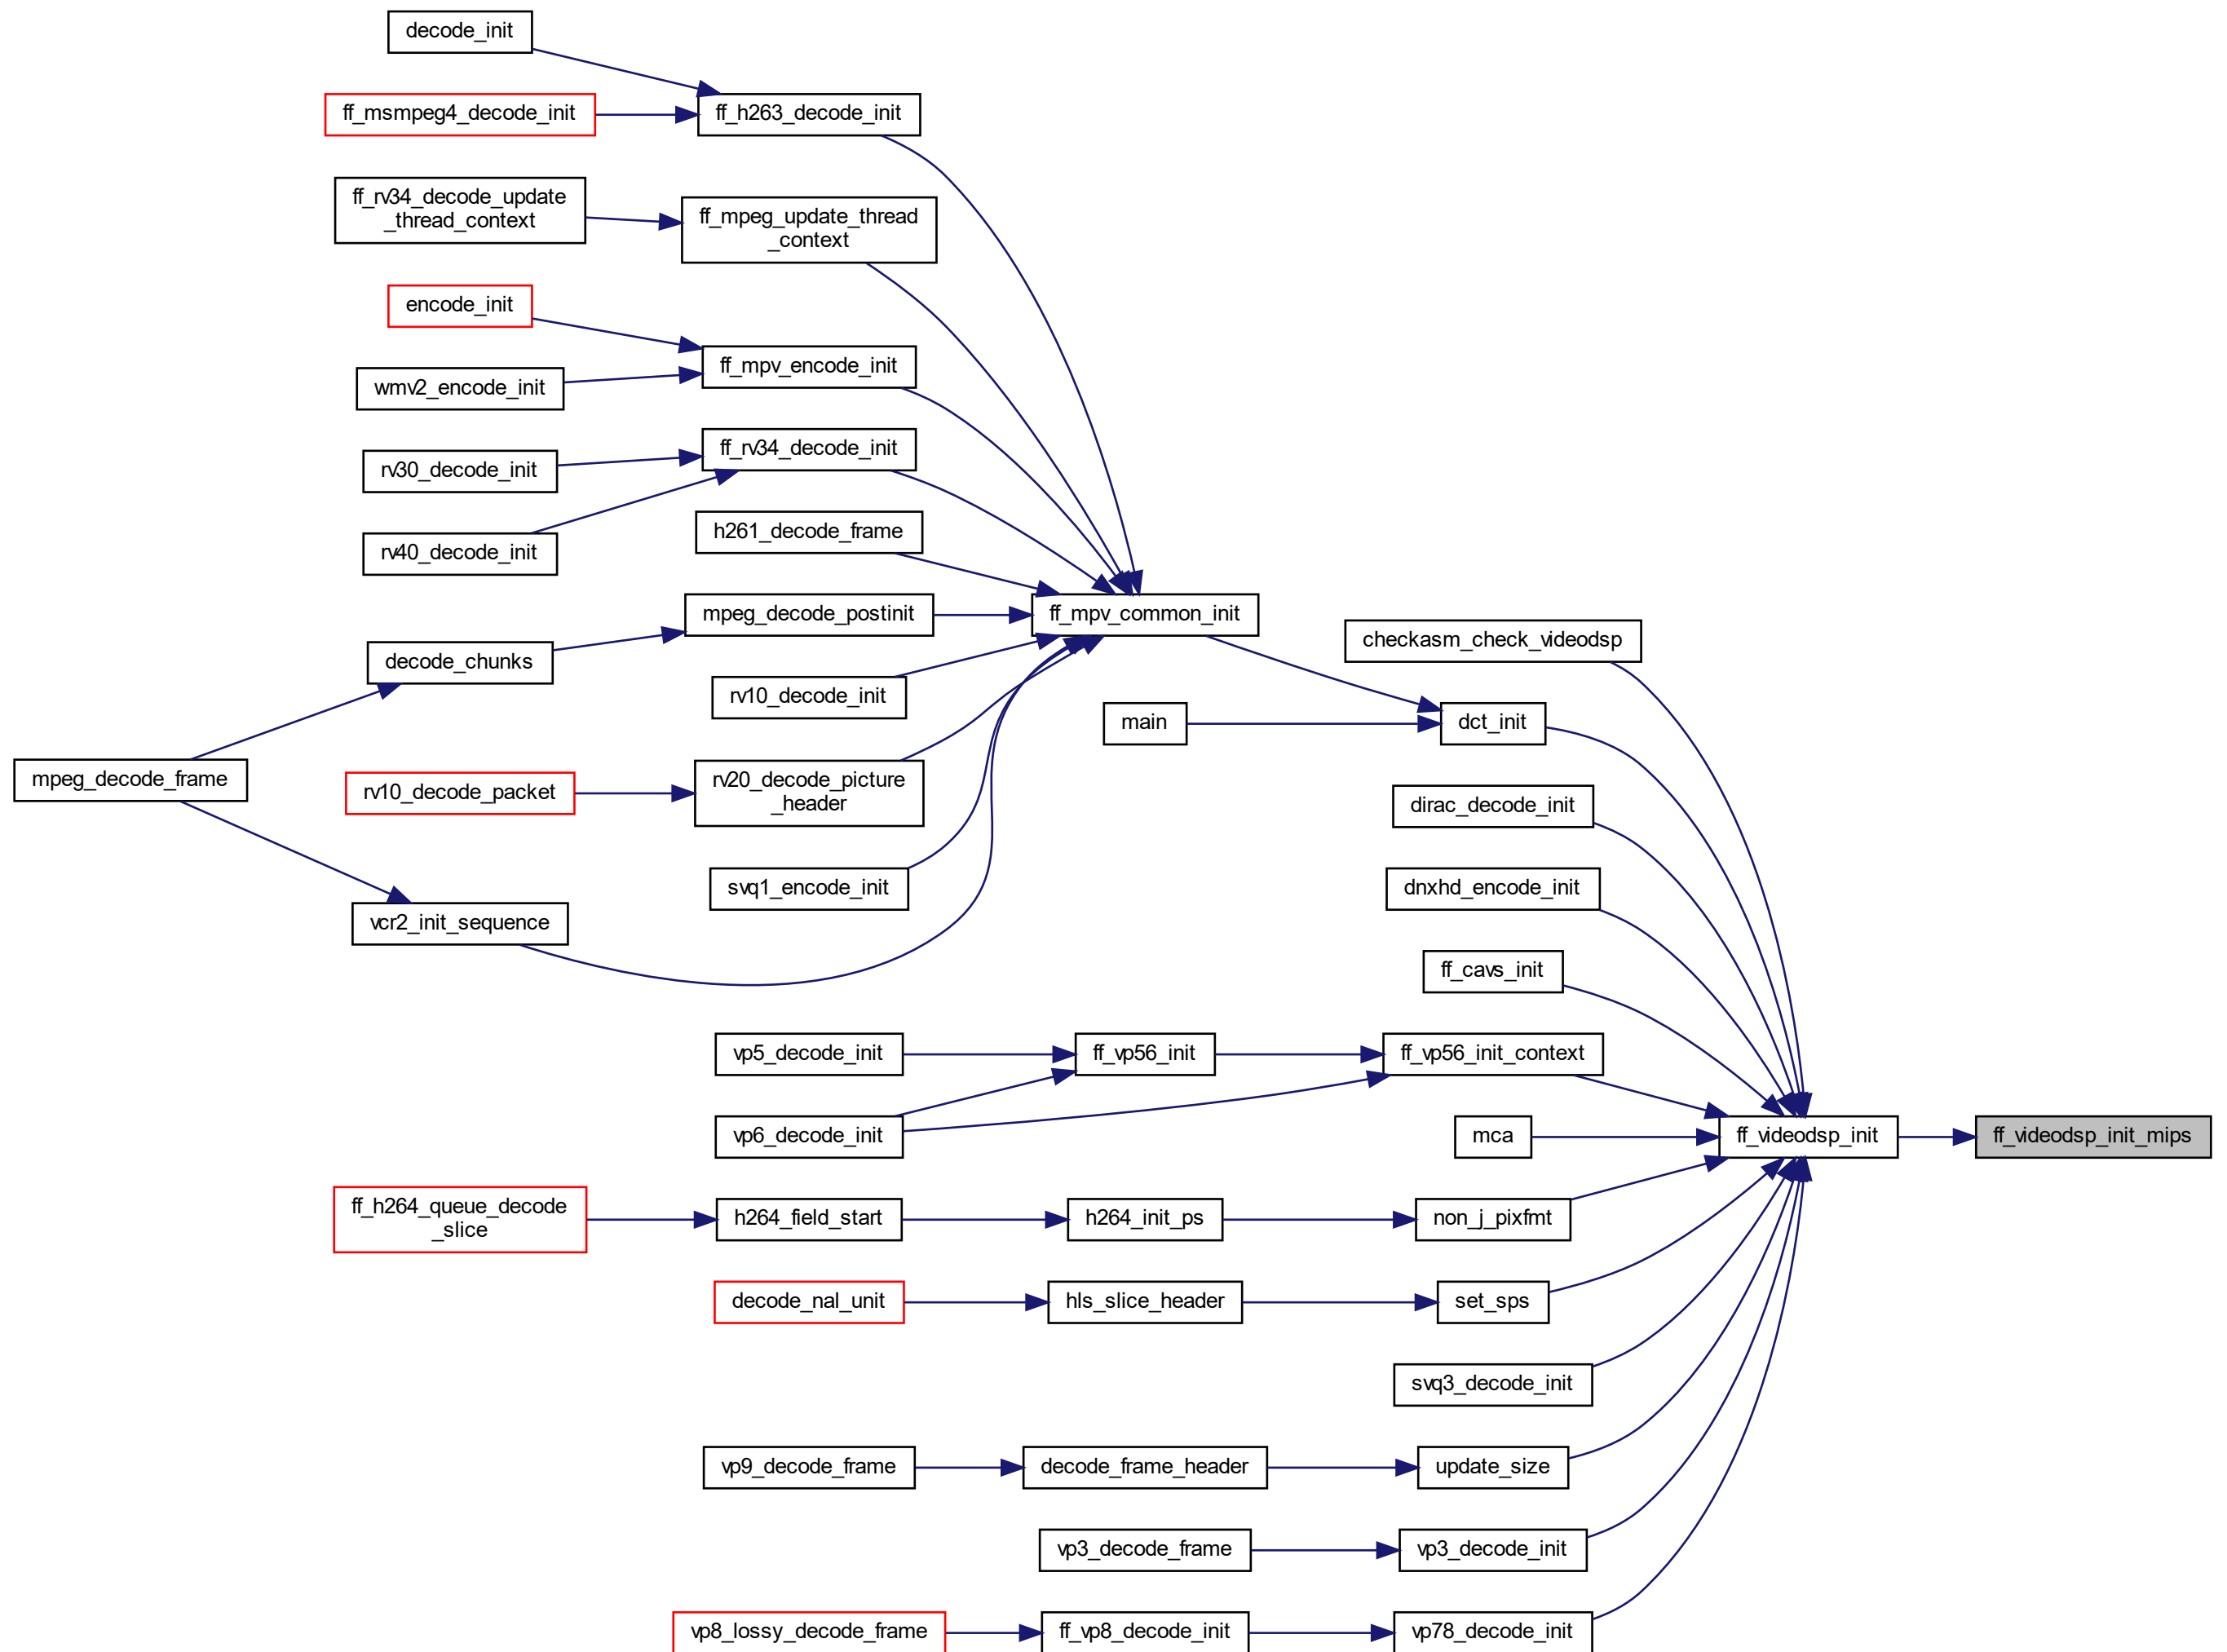 decode_init
ff_msmpeg4_decode_init
ff_h263_decode_init
ff_rv34_decode_update
_thread_context
ff_mpeg_update_thread
_context
encode_init
ff_mpv_encode_init
wmv2_encode_init
ff_rv34_decode_init
rv30_decode_init
h261_decode_frame
rv40_decode_init
mpeg_decode_postinit
ff_mpv_common_init
checkasm_check_videodsp
decode_chunks
rv10_decode_init
main
dct_init
mpeg_decode_frame
rv10_decode_packet
rv20_decode_picture
_header
dirac_decode_init
svq1_encode_init
dnxhd_encode_init
vcr2_init_sequence
ff_cavs_init
vp5_decode_init
ff_vp56_init
ff_vp56_init_context
vp6_decode_init
mca
ff_videodsp_init
ff_videodsp_init_mips
ff_h264_queue_decode
_slice
h264_field_start
h264_init_ps
non_j_pixfmt
decode_nal_unit
hls_slice_header
set_sps
svq3_decode_init
vp9_decode_frame
decode_frame_header
update_size
vp3_decode_frame
vp3_decode_init
vp8_lossy_decode_frame
ff_vp8_decode_init
vp78_decode_init